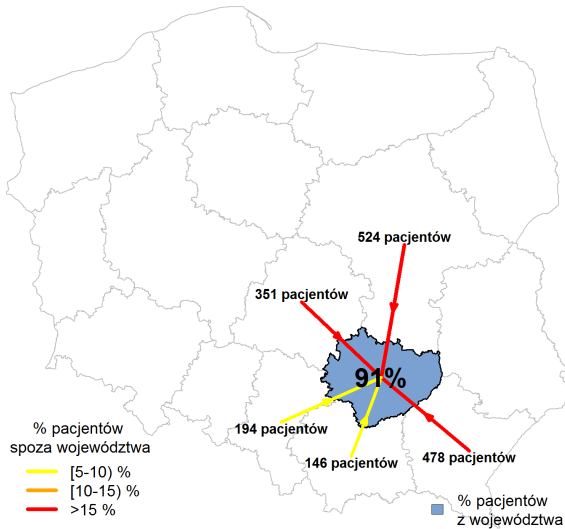 524 pacjentów
351 pacjentów
91%
194 pacjentów
146 pacjentów
478 pacjentów
% pacjentów
spoza województwa
[5-10) %
[10-15) %
>15 %
% pacjentów
z województwa